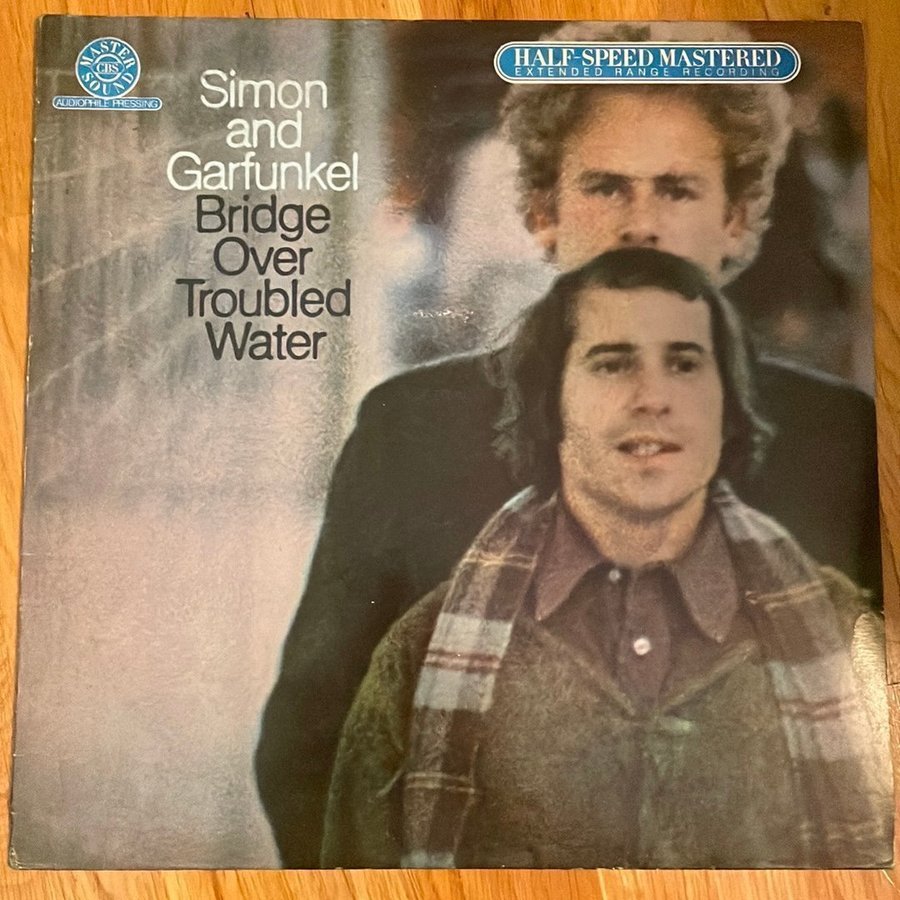 MASTER
CBS
SOUND
AUDIOPHILE PRESSING
HALF-SPEED MASTERED
EXTENDED RANGE RECORDING
Simon
and
Garfunkel
Bridge
Over
Troubled
Water